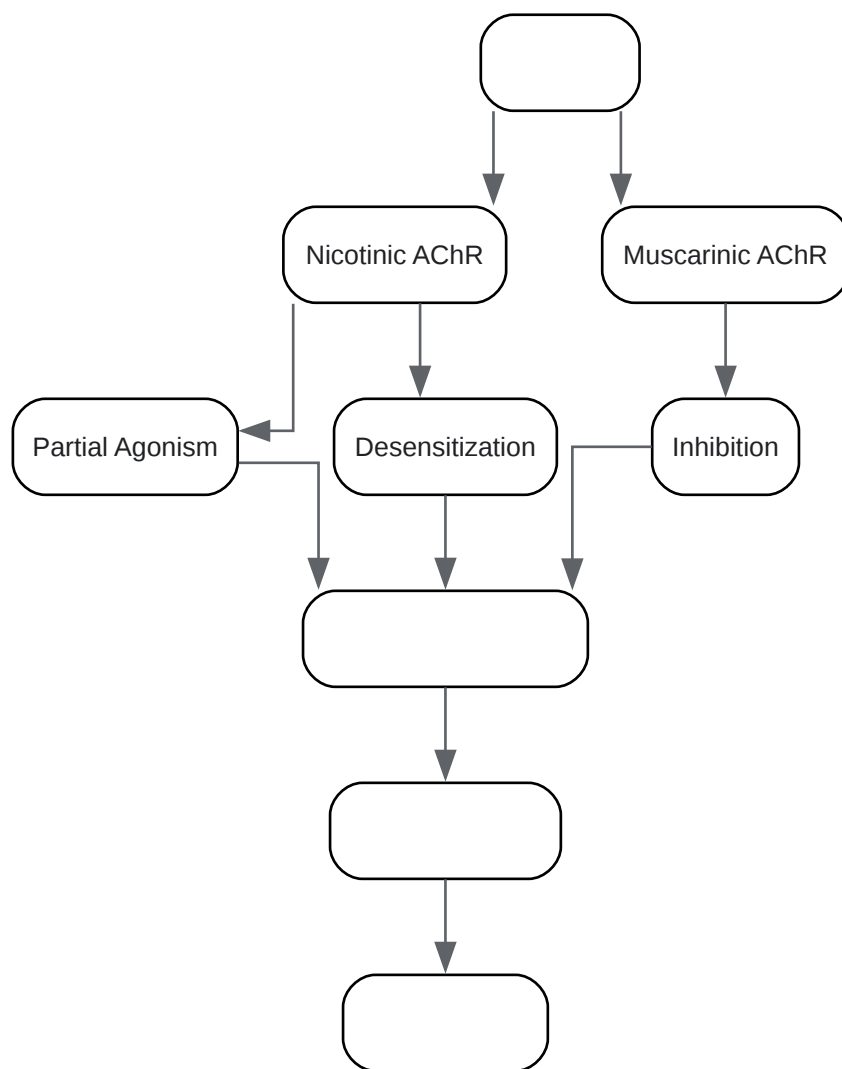 Nicotinic AChR
Muscarinic AChR
Partial Agonism
Desensitization
Inhibition